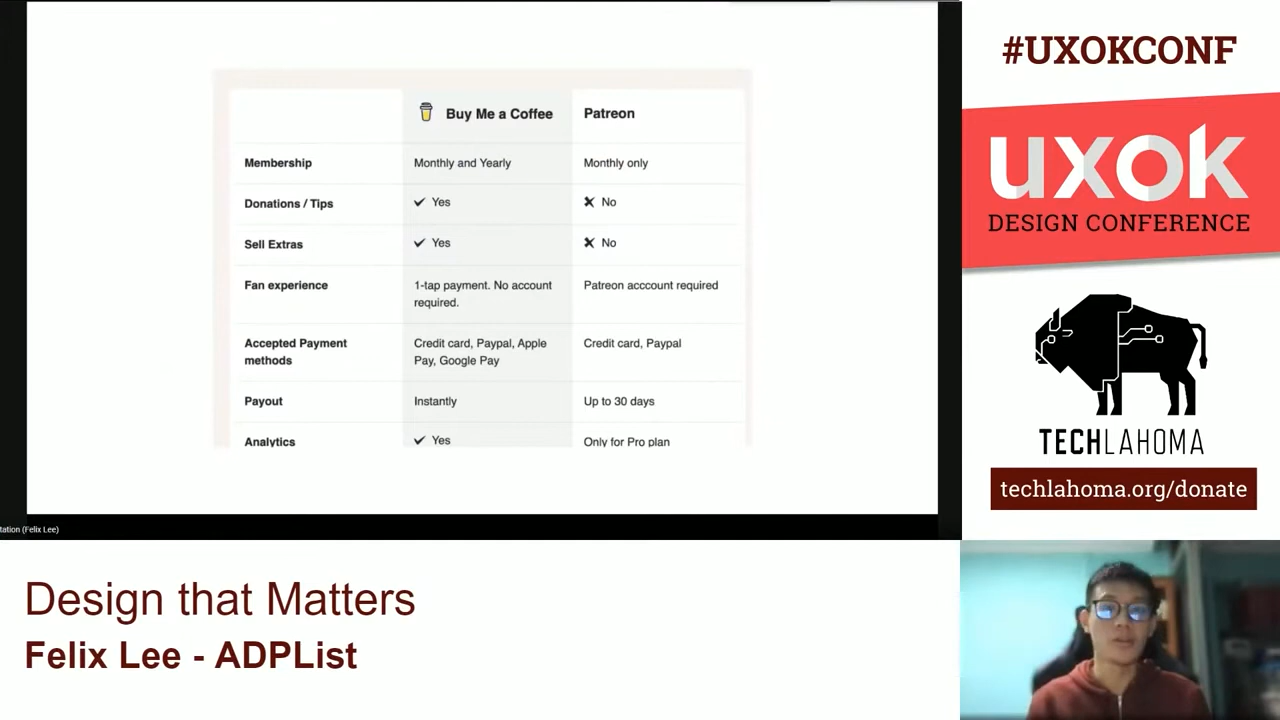 Buy Me a Coffee Patreon
Membership Monthly and Yearly Monthly only
Donations / Tips Yes No
Sell Extras Yes No
Fan experience 1-tap payment. No account Patreon acccount required
required.
Accepted Payment Credit card, Paypal, Apple Credit card, Paypal
methods Pay, Google Pay
Payout Instantly Up to 30 days
Analytics Yes Only for Pro plan
tation (Felix Lee)
#UXOKCONF
uxok
DESIGN CONFERENCE
TECHLAHOMA
techlahoma.org/donate
Design that Matters
Felix Lee - ADPList